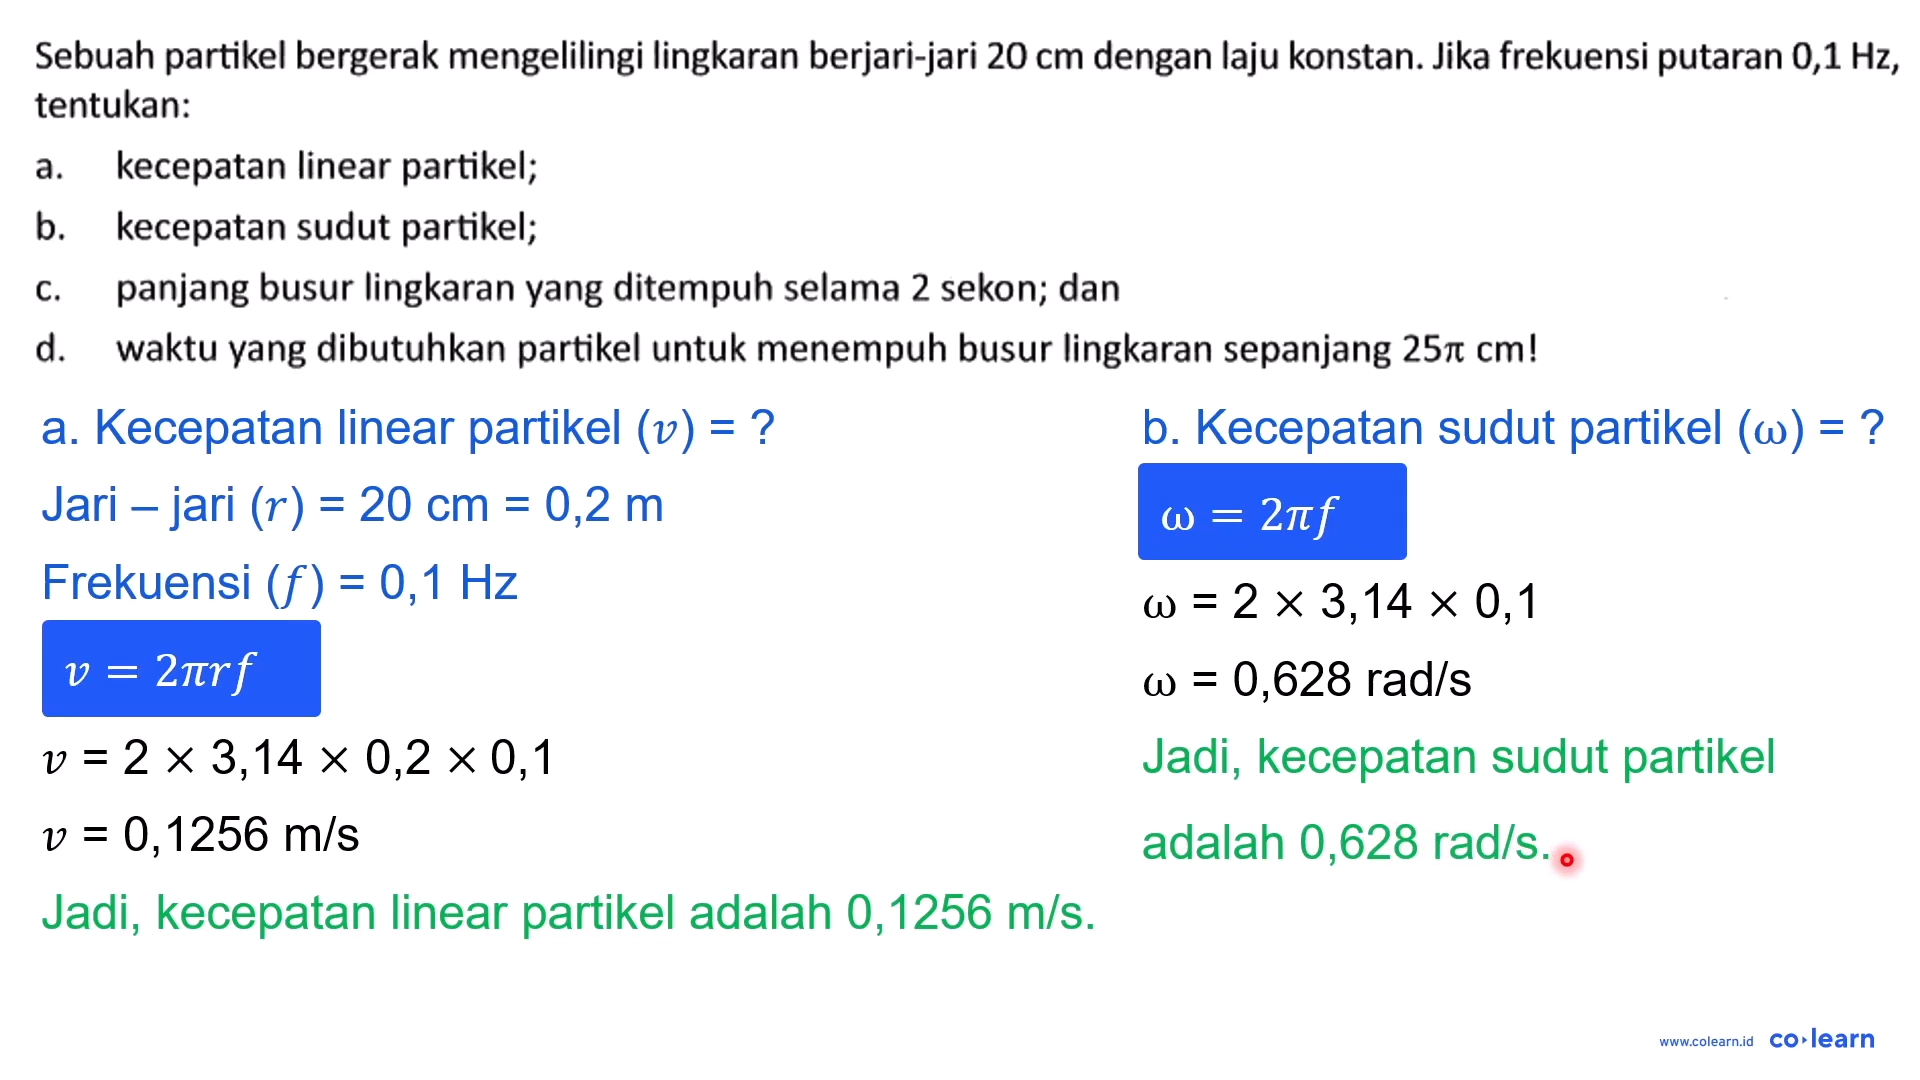 Sebuah partikel bergerak mengelilingi lingkaran berjari-jari 20 cm dengan laju konstan. Jika frekuensi putaran 0,1 Hz,
tentukan:
a. kecepatan linear partikel;
b. kecepatan sudut partikel;
c. panjang busur lingkaran yang ditempuh selama 2 sekon; dan
d. waktu yang dibutuhkan partikel untuk menempuh busur lingkaran sepanjang 25π cm!
a. Kecepatan linear partikel (v) = ?
Jari – jari (r) = 20 cm = 0,2 m
Frekuensi (f) = 0,1 Hz
v = 2πrf
v = 2 × 3,14 × 0,2 × 0,1
v = 0,1256 m/s
Jadi, kecepatan linear partikel adalah 0,1256 m/s.
b. Kecepatan sudut partikel (ω) = ?
ω = 2πf
ω = 2 × 3,14 × 0,1
ω = 0,628 rad/s
Jadi, kecepatan sudut partikel
adalah 0,628 rad/s.
www.colearn.id co▸learn